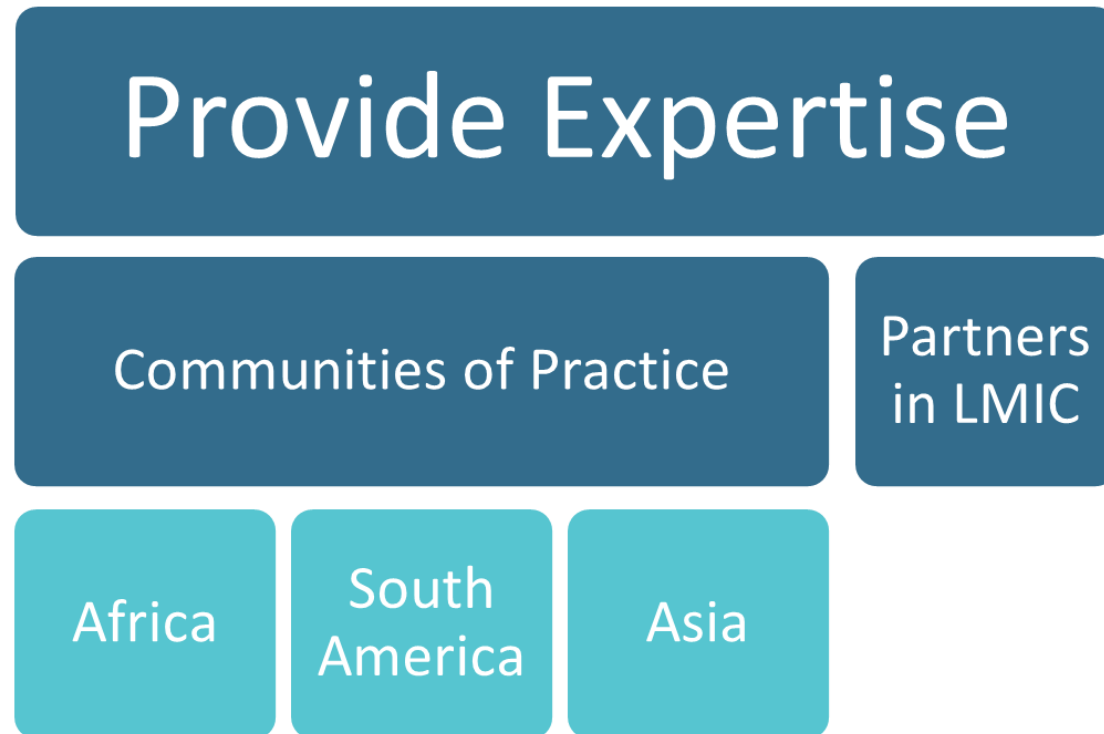 Provide Expertise
Communities of Practice
Partners
in LMIC
Africa
South
America
Asia